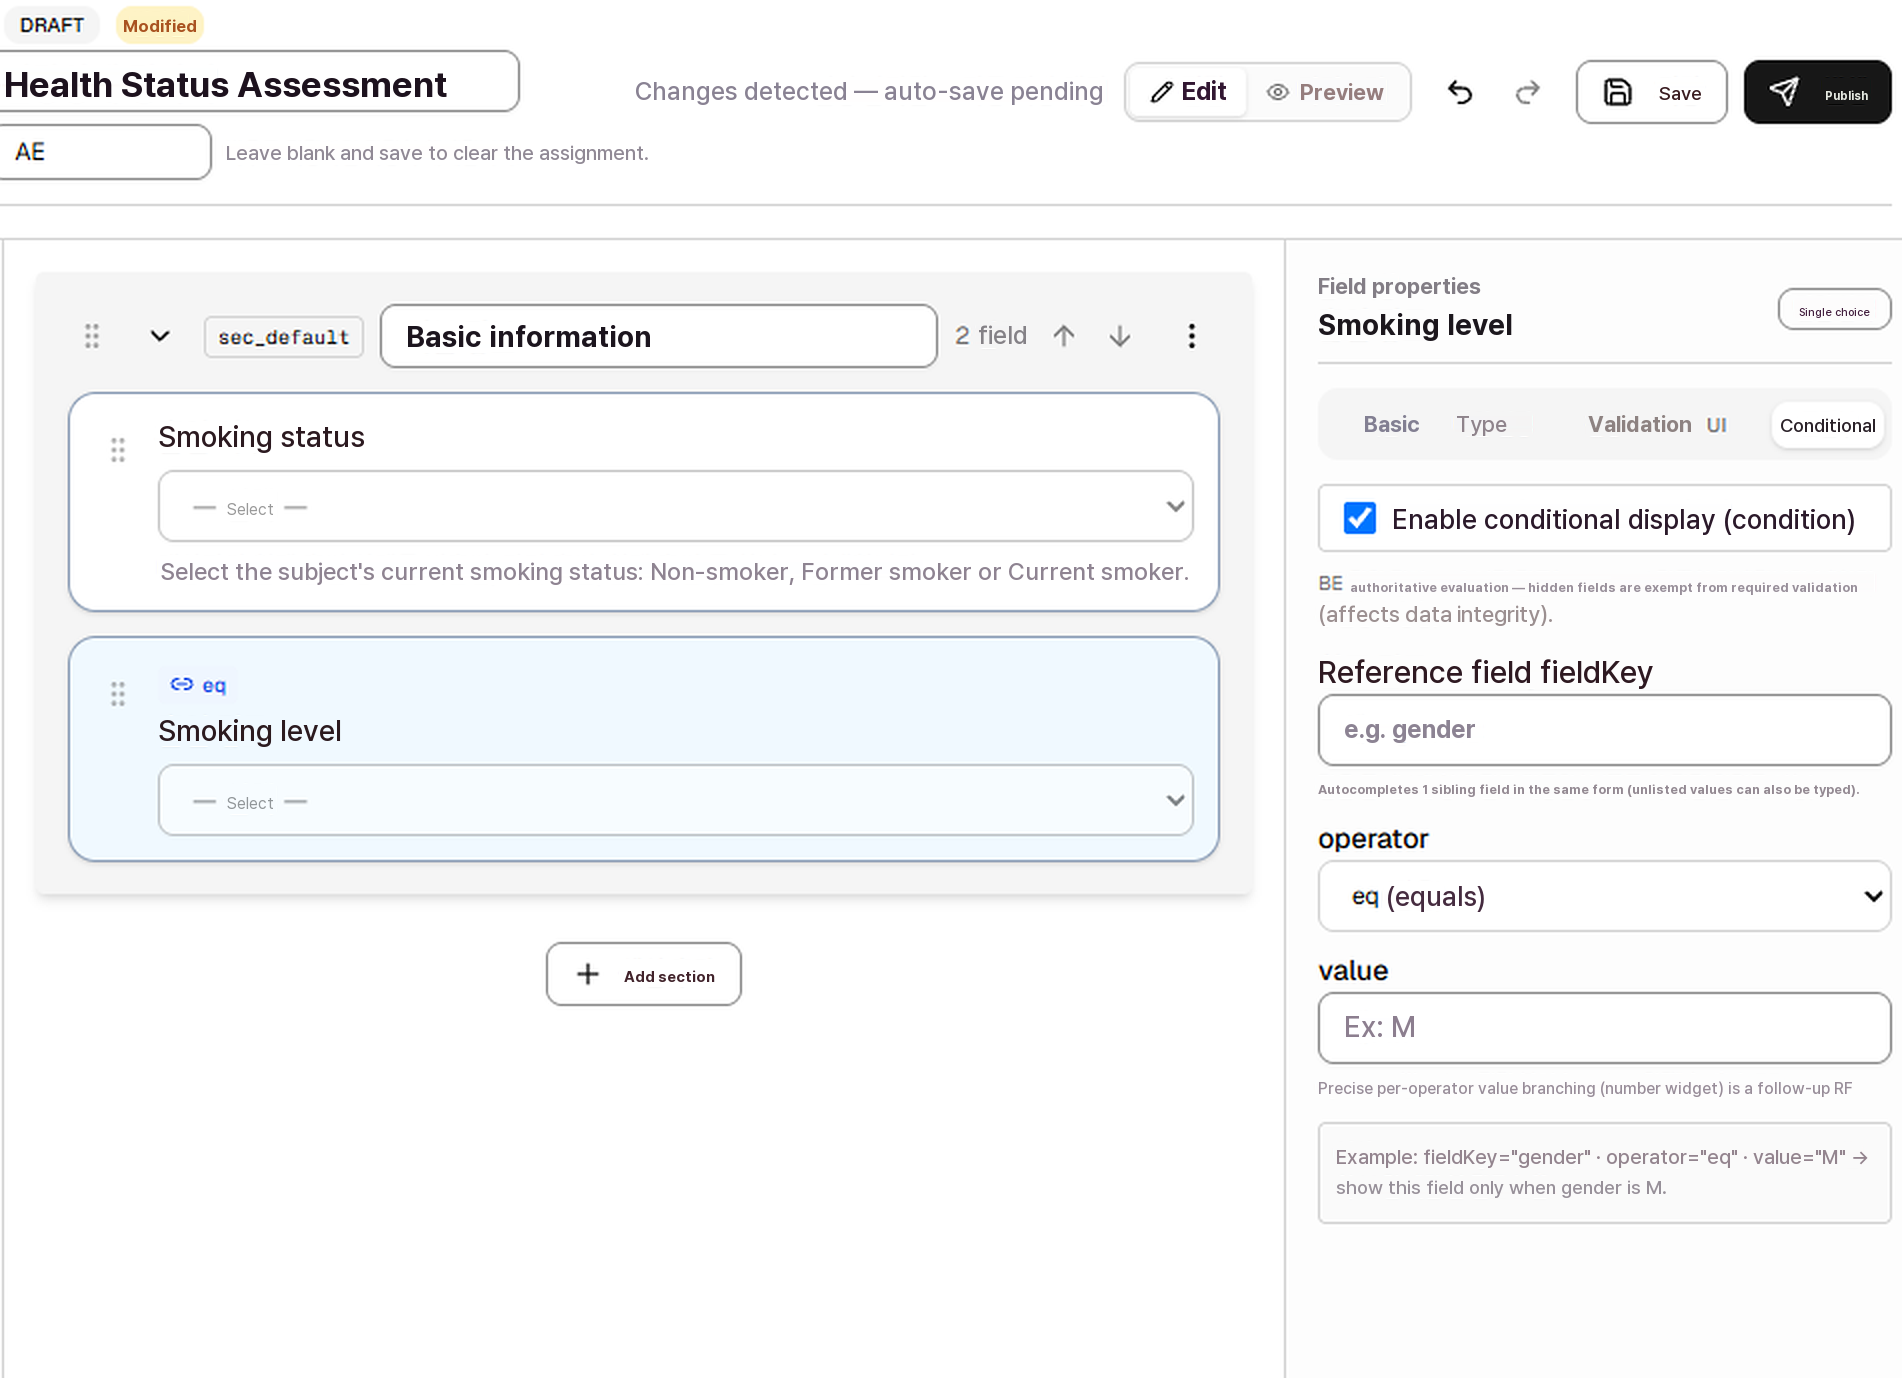 DRAFT Modified
Health Status Assessment
Changes detected — auto-save pending
Edit Preview
Save
Publish
AE
Leave blank and save to clear the assignment.
sec_default
Basic information
2 field
Smoking status
— Select —
Select the subject's current smoking status: Non-smoker, Former smoker or Current smoker.
eq
Smoking level
— Select —
Add section
Field properties
Smoking level
Single choice
Basic Type Validation UI Conditional
Enable conditional display (condition)
BE authoritative evaluation — hidden fields are exempt from required validation
(affects data integrity).
Reference field fieldKey
e.g. gender
Autocompletes 1 sibling field in the same form (unlisted values can also be typed).
operator
eq (equals)
value
Ex: M
Precise per-operator value branching (number widget) is a follow-up RF
Example: fieldKey="gender" · operator="eq" · value="M" →
show this field only when gender is M.